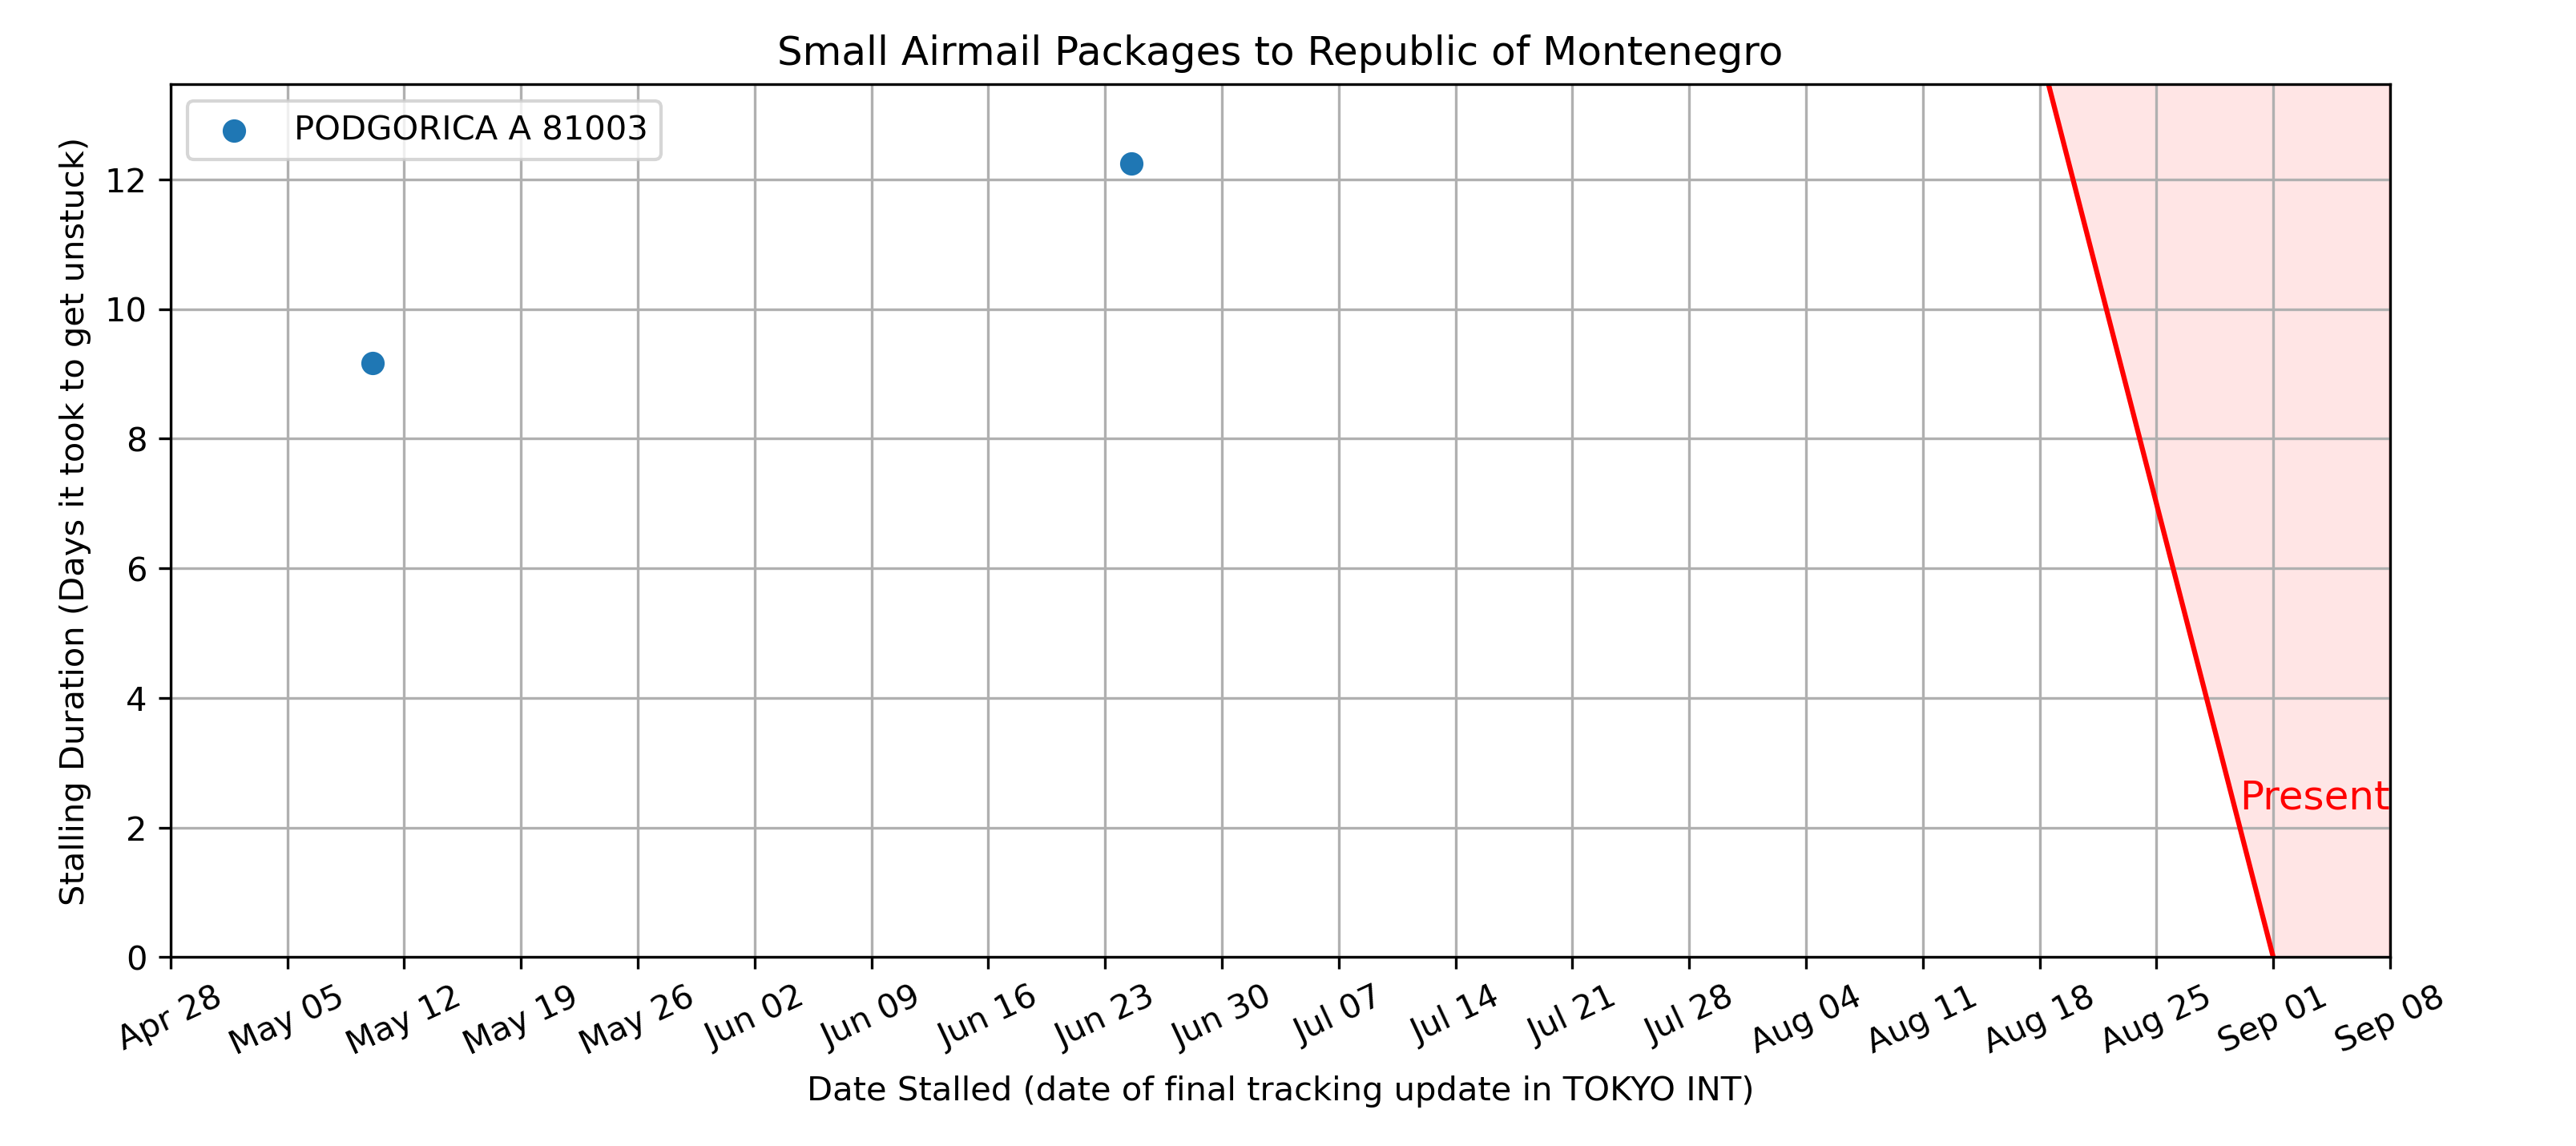 Small Airmail Packages to Republic of Montenegro
PODGORICA A 81003
Stalling Duration (Days it took to get unstuck)
12
10
8
6
4
2
0
Present
Apr 28
May 05
May 12
May 19
May 26
Jun 02
Jun 09
Jun 16
Jun 23
Jun 30
Jul 07
Jul 14
Jul 21
Jul 28
Aug 04
Aug 11
Aug 18
Aug 25
Sep 01
Sep 08
Date Stalled (date of final tracking update in TOKYO INT)